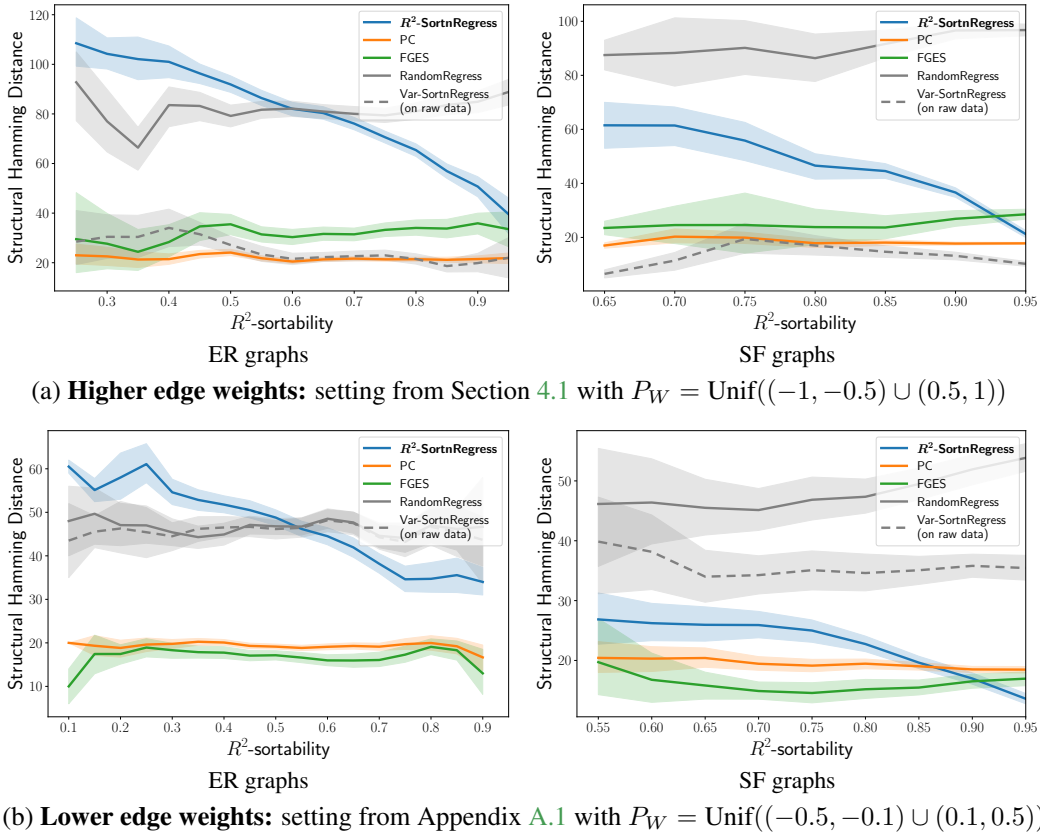 Structural Hamming Distance
120
100
80
60
40
20
0.3 0.4 0.5 0.6 0.7 0.8 0.9
R²-sortability
R²-SortnRegress
PC
FGES
RandomRegress
Var-SortnRegress
(on raw data)
ER graphs
Structural Hamming Distance
100
80
60
40
20
0.65 0.70 0.75 0.80 0.85 0.90 0.95
R²-sortability
R²-SortnRegress
PC
FGES
RandomRegress
Var-SortnRegress
(on raw data)
SF graphs
(a) Higher edge weights: setting from Section 4.1 with P_W = Unif((−1, −0.5) ∪ (0.5, 1))
Structural Hamming Distance
60
50
40
30
20
10
0.1 0.2 0.3 0.4 0.5 0.6 0.7 0.8 0.9
R²-sortability
R²-SortnRegress
PC
FGES
RandomRegress
Var-SortnRegress
(on raw data)
ER graphs
Structural Hamming Distance
50
40
30
20
0.55 0.60 0.65 0.70 0.75 0.80 0.85 0.90 0.95
R²-sortability
R²-SortnRegress
PC
FGES
RandomRegress
Var-SortnRegress
(on raw data)
SF graphs
(b) Lower edge weights: setting from Appendix A.1 with P_W = Unif((−0.5, −0.1) ∪ (0.1, 0.5))